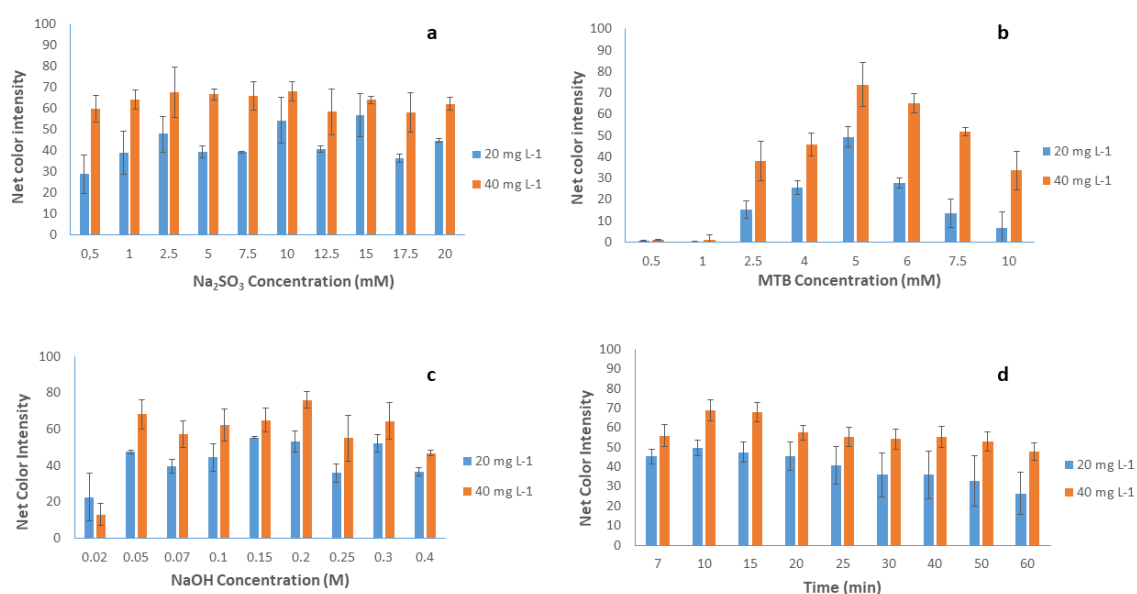 a
Net color intensity
100
90
80
70
60
50
40
30
20
10
0
0,5 1 2.5 5 7.5 10 12.5 15 17.5 20
Na₂SO₃ Concentration (mM)
20 mg L-1
40 mg L-1
b
Net color intensity
100
90
80
70
60
50
40
30
20
10
0
0.5 1 2.5 4 5 6 7.5 10
MTB Concentration (mM)
20 mg L-1
40 mg L-1
c
Net Color Intensity
100
80
60
40
20
0
0.02 0.05 0.07 0.1 0.15 0.2 0.25 0.3 0.4
NaOH Concentration (M)
20 mg L-1
40 mg L-1
d
Net Color Intensity
100
90
80
70
60
50
40
30
20
10
0
7 10 15 20 25 30 40 50 60
Time (min)
20 mg L-1
40 mg L-1